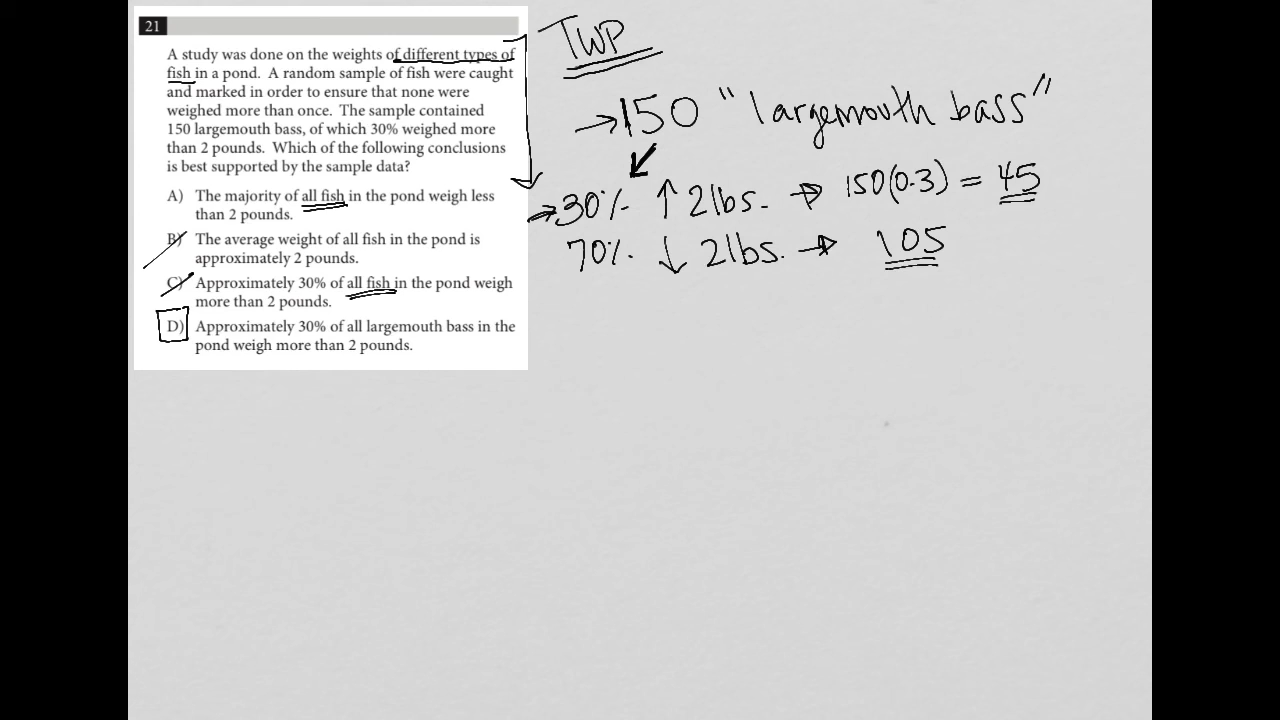 21
A study was done on the weights of different types of
fish in a pond. A random sample of fish were caught
and marked in order to ensure that none were
weighed more than once. The sample contained
150 largemouth bass, of which 30% weighed more
than 2 pounds. Which of the following conclusions
is best supported by the sample data?
A) The majority of all fish in the pond weigh less
than 2 pounds.
B) The average weight of all fish in the pond is
approximately 2 pounds.
C) Approximately 30% of all fish in the pond weigh
more than 2 pounds.
D) Approximately 30% of all largemouth bass in the
pond weigh more than 2 pounds.
TWP
→150 "largemouth bass"
→30% ↑ 2lbs. → 150(0.3) = 45
70% ↓ 2lbs. → 105